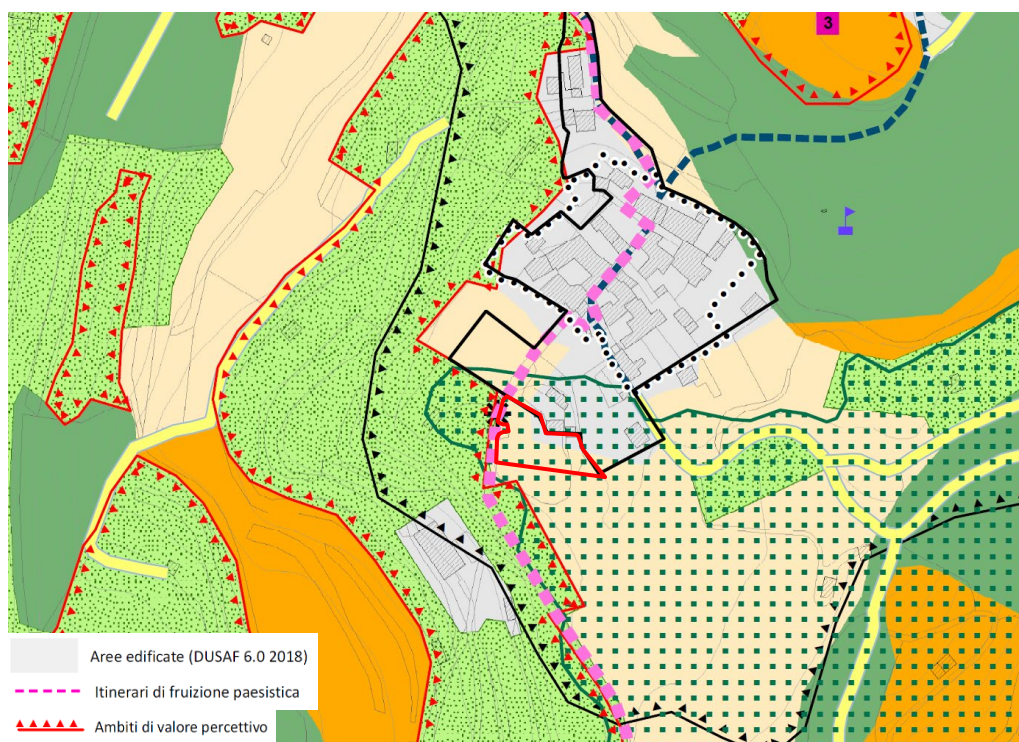 3
Aree edificate (DUSAF 6.0 2018)
Itinerari di fruizione paesistica
Ambiti di valore percettivo